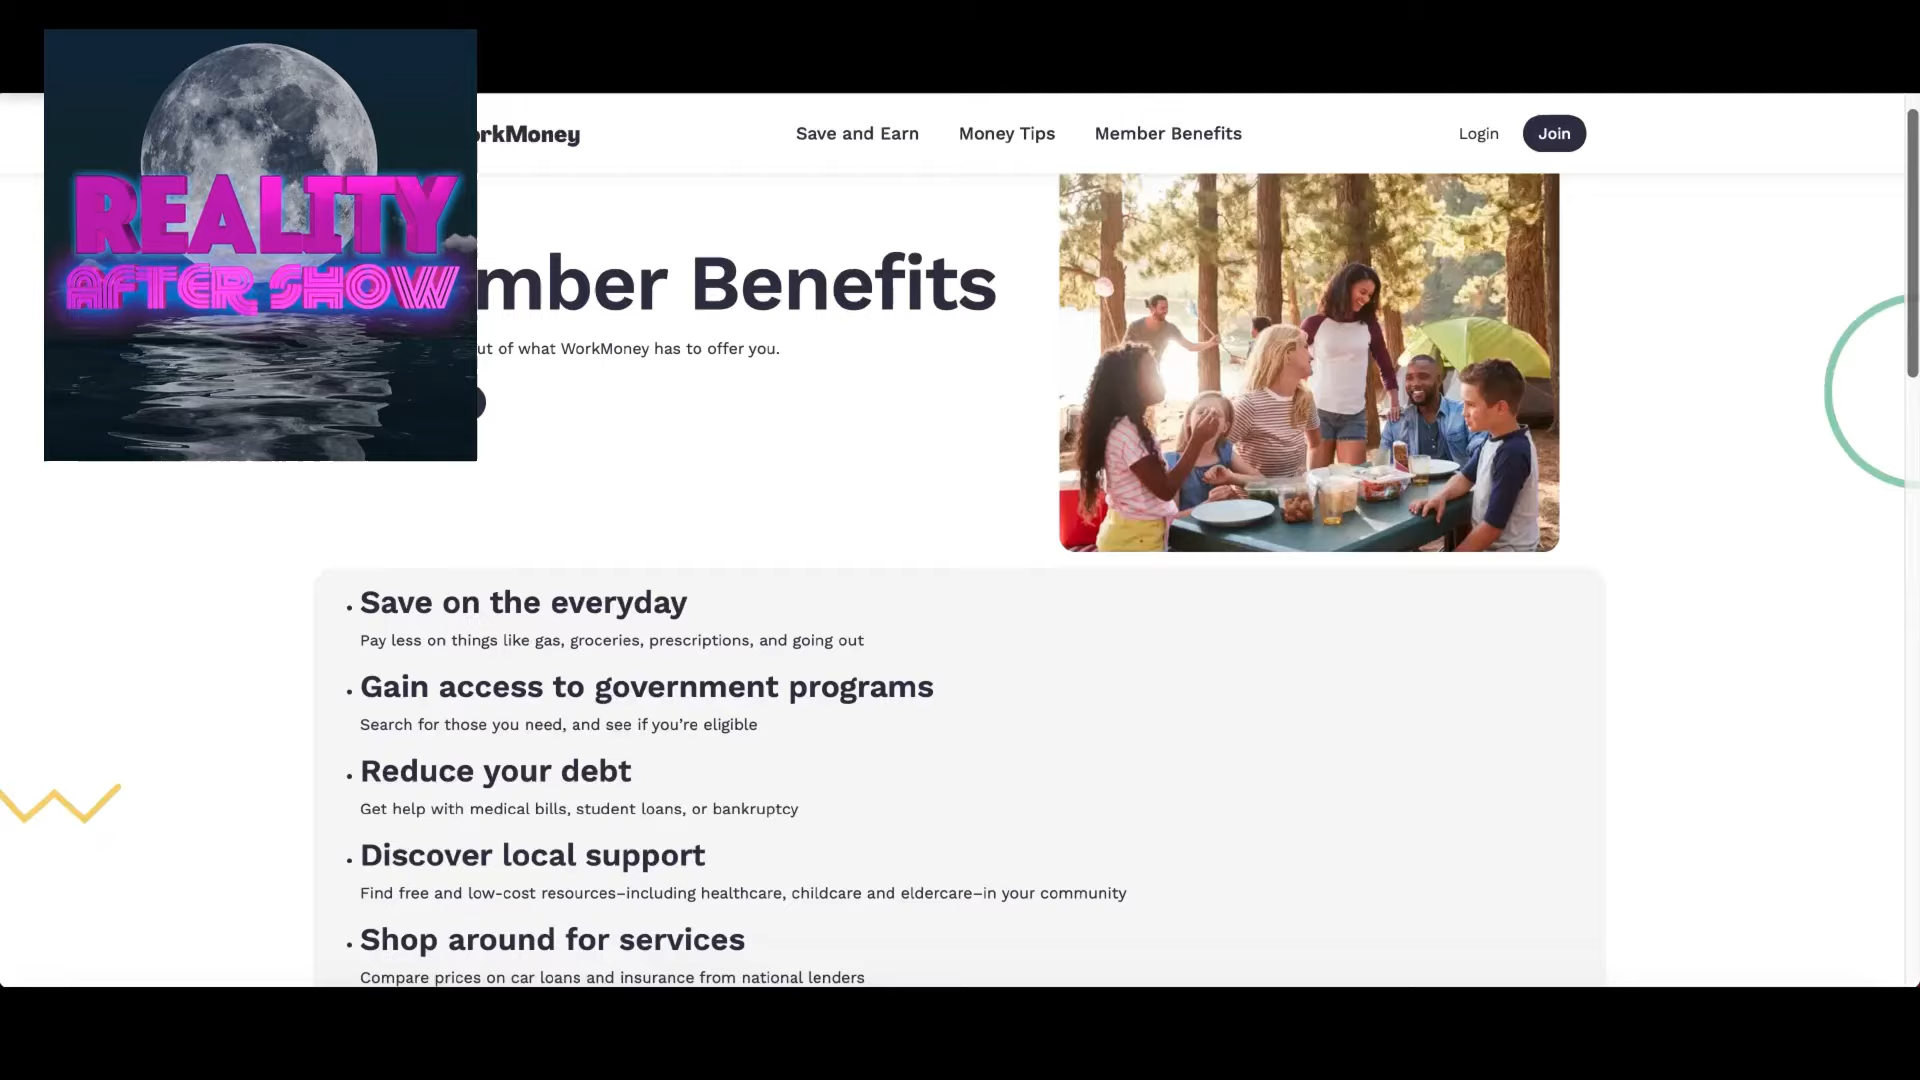 REALITY
AFTER SHOW
orkMoney
Save and Earn
Money Tips
Member Benefits
Login
Join
mber Benefits
ut of what WorkMoney has to offer you.
Save on the everyday
Pay less on things like gas, groceries, prescriptions, and going out
Gain access to government programs
Search for those you need, and see if you’re eligible
Reduce your debt
Get help with medical bills, student loans, or bankruptcy
Discover local support
Find free and low-cost resources–including healthcare, childcare and eldercare–in your community
Shop around for services
Compare prices on car loans and insurance from national lenders